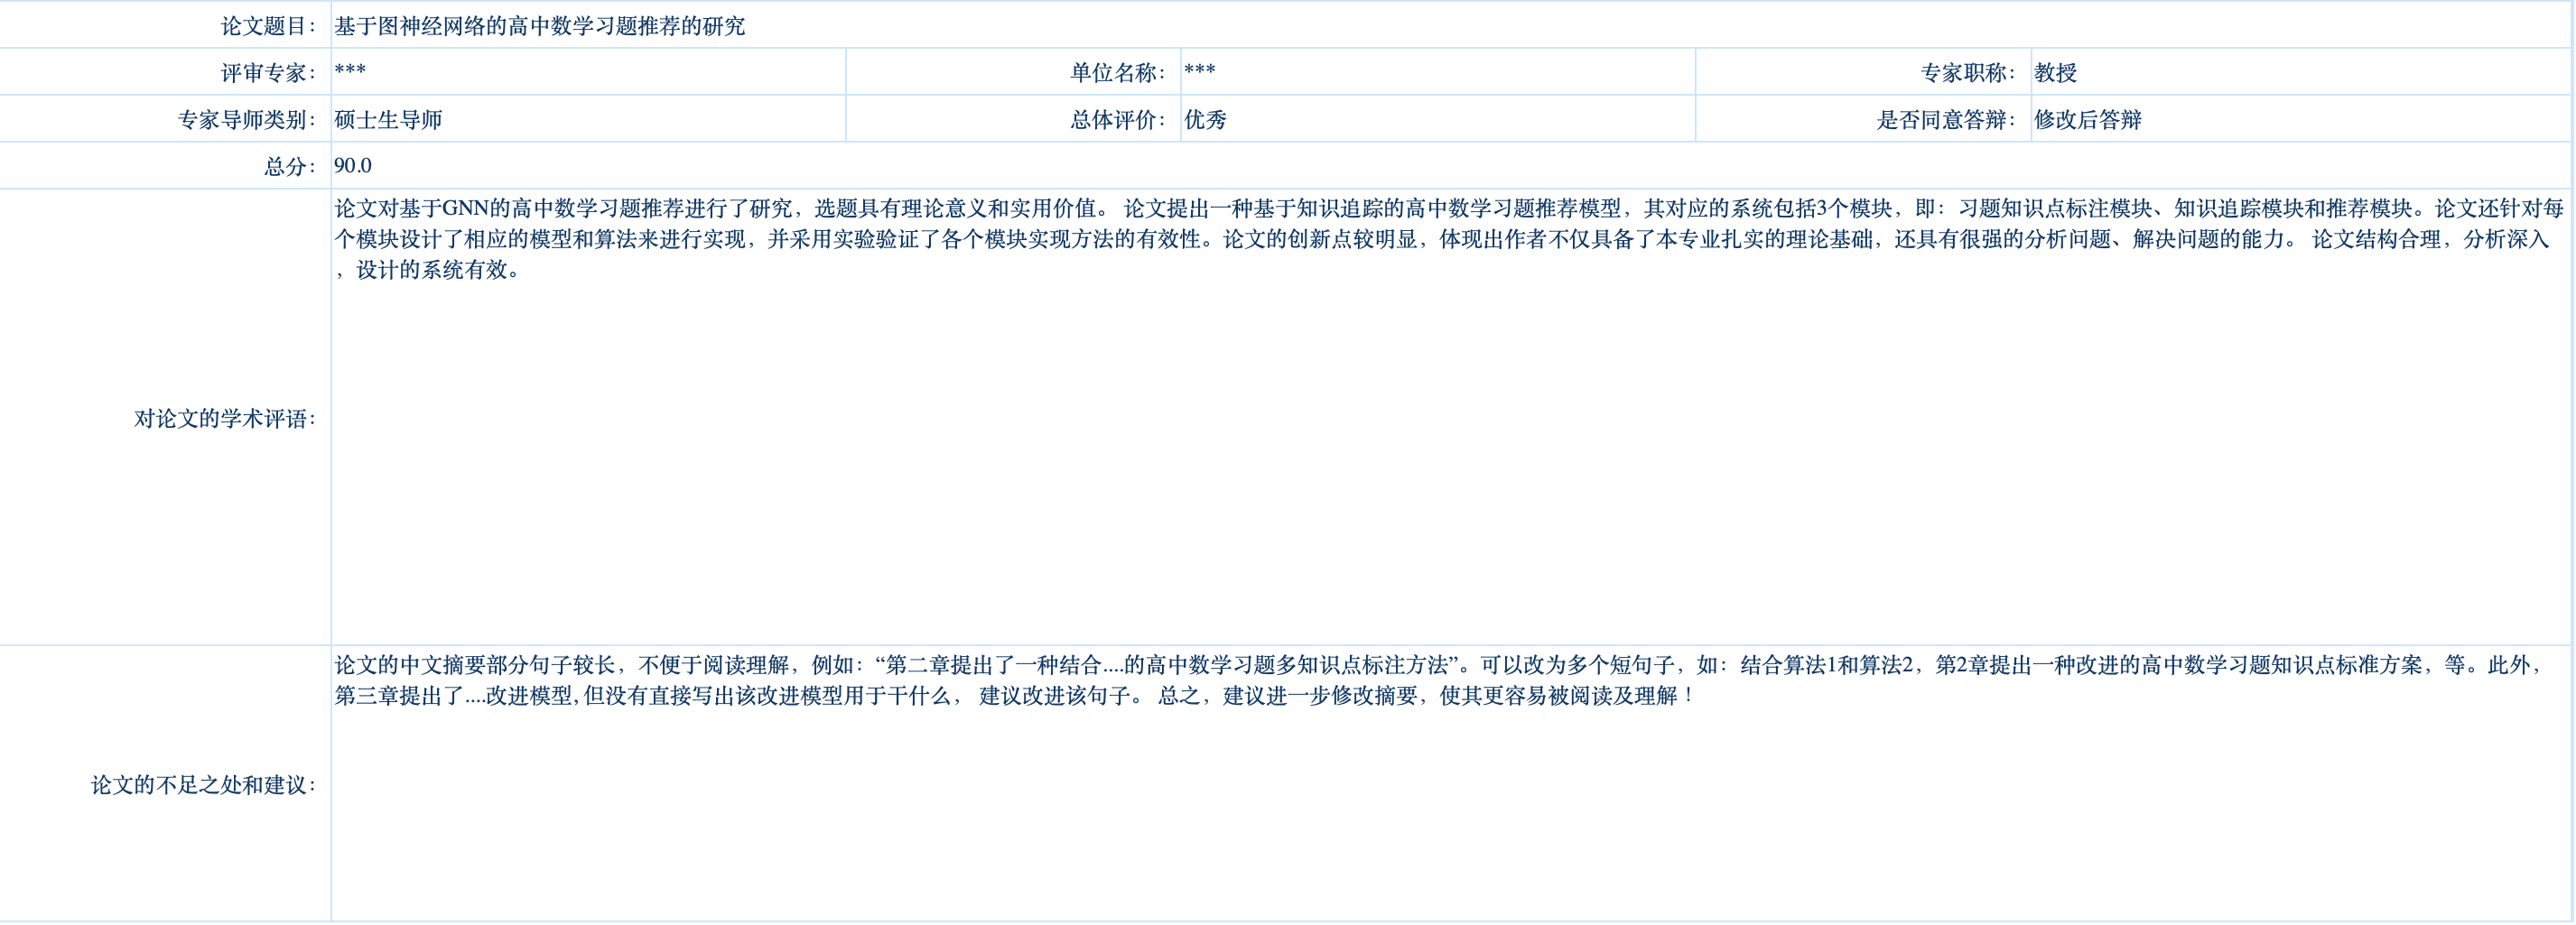 论文题目： 基于图神经网络的高中数学习题推荐的研究
评审专家： *** 单位名称： *** 专家职称： 教授
专家导师类别： 硕士生导师 总体评价： 优秀 是否同意答辩： 修改后答辩
总分： 90.0
对论文的学术评语：
论文对基于GNN的高中数学习题推荐进行了研究，选题具有理论意义和实用价值。 论文提出一种基于知识追踪的高中数学习题推荐模型，其对应的系统包括3个模块，即：习题知识点标注模块、知识追踪模块和推荐模块。论文还针对每
个模块设计了相应的模型和算法来进行实现，并采用实验验证了各个模块实现方法的有效性。论文的创新点较明显，体现出作者不仅具备了本专业扎实的理论基础，还具有很强的分析问题、解决问题的能力。 论文结构合理，分析深入
，设计的系统有效。
论文的不足之处和建议：
论文的中文摘要部分句子较长，不便于阅读理解，例如：“第二章提出了一种结合....的高中数学习题多知识点标注方法”。可以改为多个短句子，如：结合算法1和算法2，第2章提出一种改进的高中数学习题知识点标准方案，等。此外，
第三章提出了....改进模型, 但没有直接写出该改进模型用于干什么， 建议改进该句子。 总之，建议进一步修改摘要，使其更容易被阅读及理解！